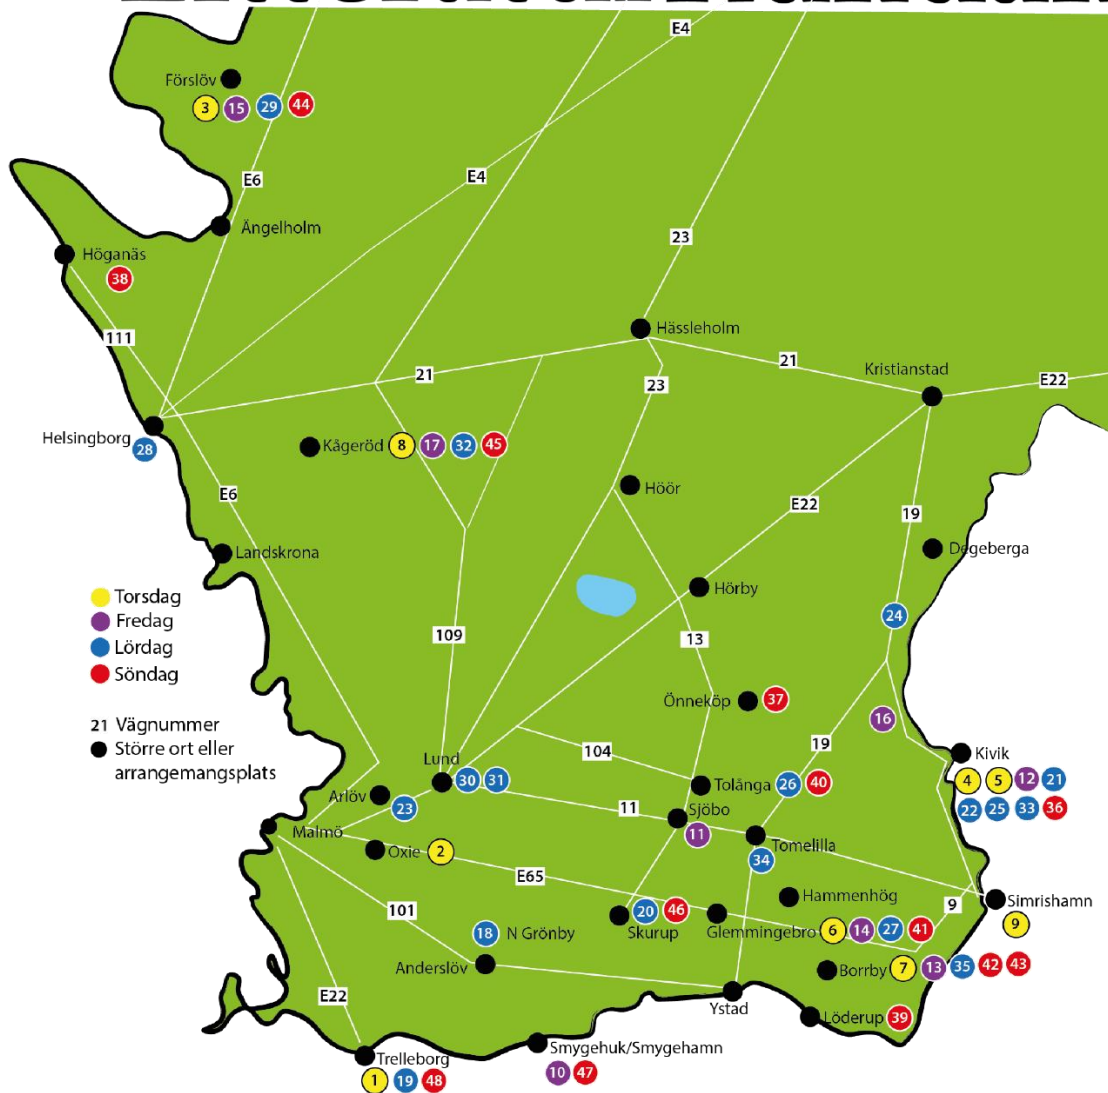 E4
Förslöv
3 15 29 44
E6
E4
Ängelholm
23
Höganäs
38
111
Hässleholm
21
21
23
Kristianstad
E22
Helsingborg
28
Kågeröd 8 17 32 45
E6
Höör
E22
19
Landskrona
Degeberga
Hörby
Torsdag
Fredag
Lördag
Söndag
24
109
13
Önneköp 37
16
21 Vägnummer
Större ort eller
arrangemangsplats
104
19
Kivik
4 5 12 21
22 25 33 36
Lund
30 31
Tolånga 26 40
Arlöv
23
11
Sjöbo
11
Malmö
Tomelilla
34
Oxie 2
E65
Hammenhög
9
Simrishamn
9
101
20 46
Skurup
Glemmingebro 6 14 27 41
18 N Grönby
Anderslöv
Borrby 7 13 35 42 43
E22
Ystad
Löderup 39
Smygehuk/Smygehamn
10 47
Trelleborg
1 19 48